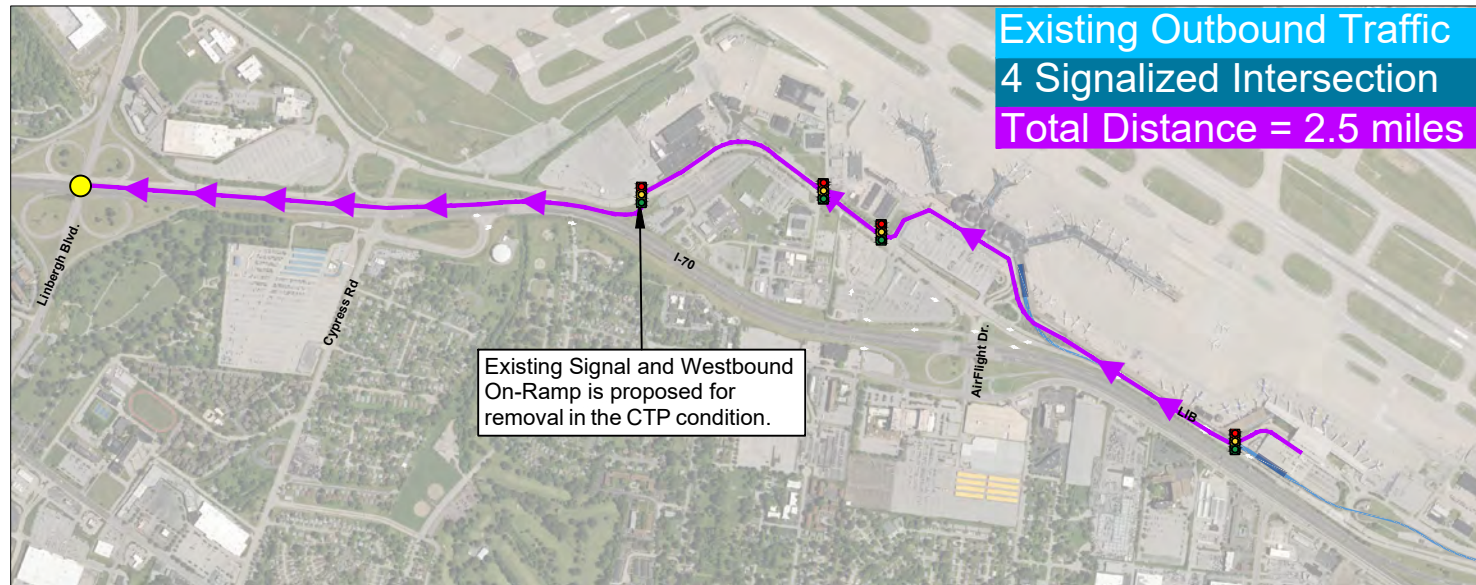 Existing Outbound Traffic
4 Signalized Intersection
Total Distance = 2.5 miles
Linbergh Blvd.
Cypress Rd
I-70
AirFlight Dr.
LIB
Existing Signal and Westbound
On-Ramp is proposed for
removal in the CTP condition.